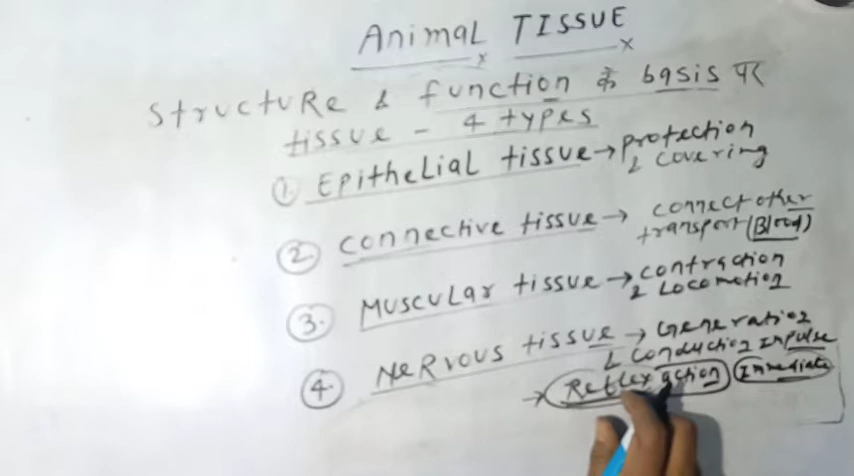 Animal TISSUE
Structure & function के basis पर
tissue - 4 types
① Epithelial tissue → protection
& covering
② connective tissue → connect other
transport (Blood)
③ Muscular tissue → contraction
& Locomotion
④ Nervous tissue → Generation
& Conduction Impulse
→ Reflex action Immediate